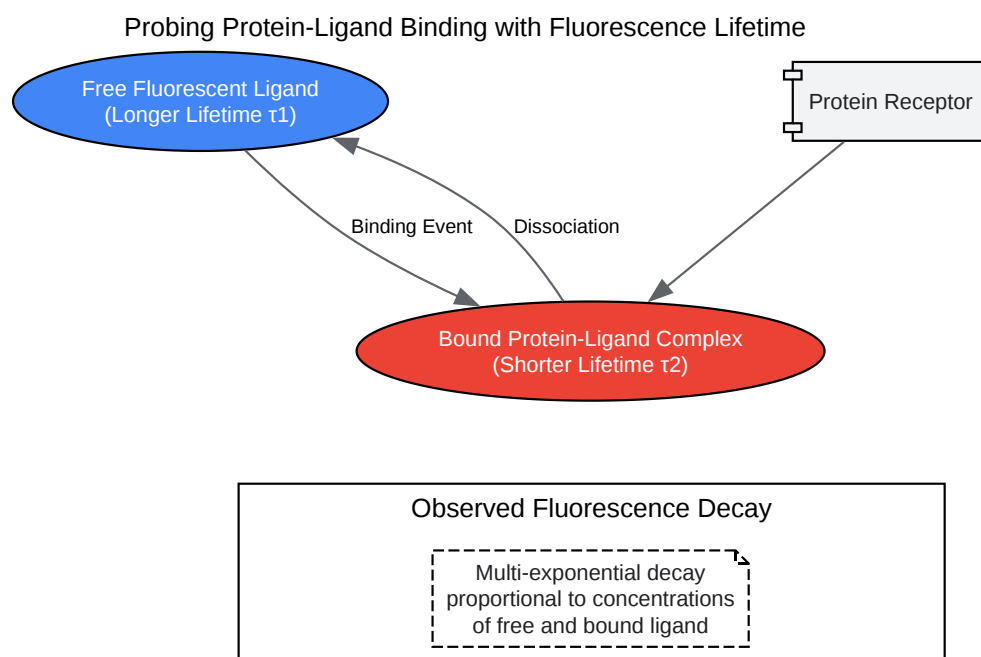 Probing Protein-Ligand Binding with Fluorescence Lifetime
Free Fluorescent Ligand
(Longer Lifetime τ1)
Protein Receptor
Binding Event
Dissociation
Bound Protein-Ligand Complex
(Shorter Lifetime τ2)
Observed Fluorescence Decay
Multi-exponential decay
proportional to concentrations
of free and bound ligand